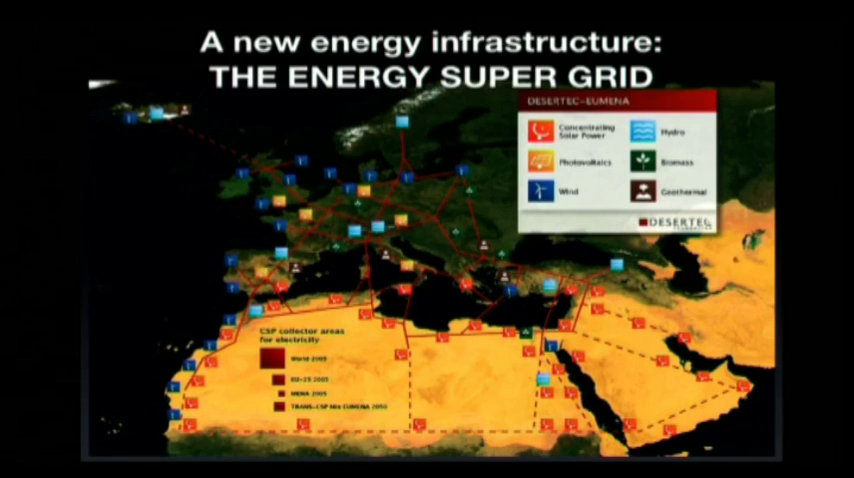 A new energy infrastructure:
THE ENERGY SUPER GRID
DESERTEC-EUMENA
Concentrating
Solar Power
Hydro
Photovoltaics
Biomass
Wind
Geothermal
DESERTEC
FOUNDATION
CSP collector areas
for electricity
World 2005
EU-25 2005
MENA 2005
TRANS-CSP Mix EUMENA 2050